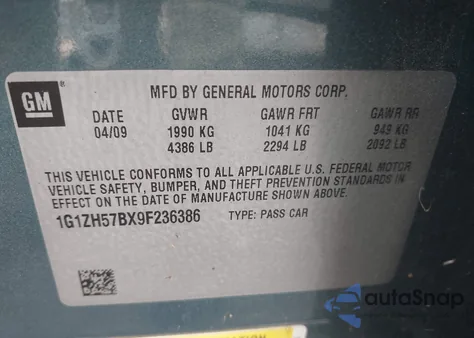 GM
MFD BY GENERAL MOTORS CORP.
DATE GVWR GAWR FRT GAWR RR
04/09 1990 KG 1041 KG 949 KG
4386 LB 2294 LB 2092 LB
THIS VEHICLE CONFORMS TO ALL APPLICABLE U.S. FEDERAL MOTOR
VEHICLE SAFETY, BUMPER, AND THEFT PREVENTION STANDARDS IN
EFFECT ON THE DATE OF MANUFACTURE SHOWN ABOVE.
1G1ZH57BX9F236386 TYPE: PASS CAR
autoSnap